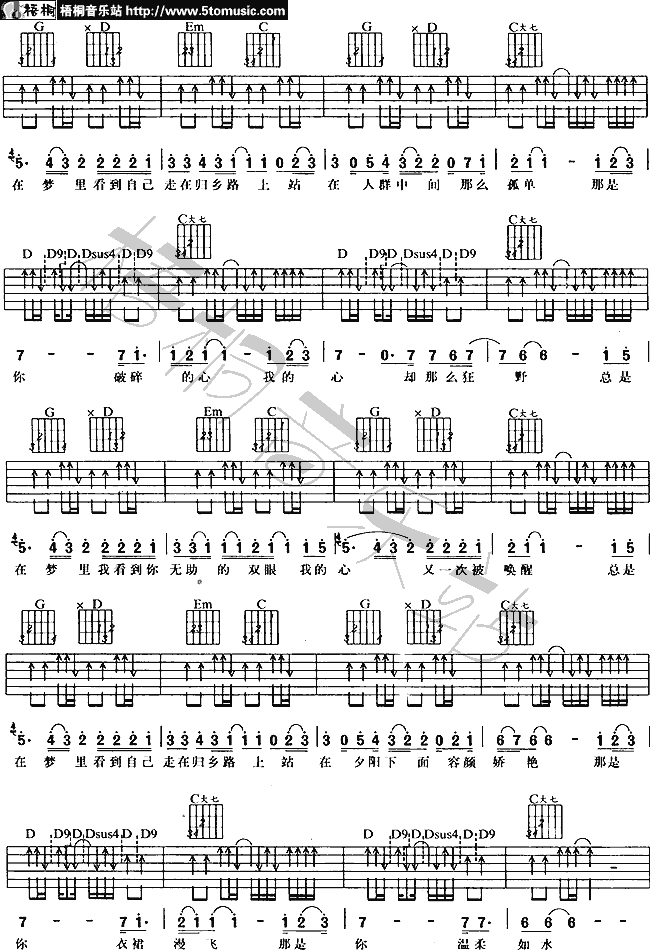 梧桐 梧桐音乐站 http://www.5tomusic.com
G × D Em C G × D C大七
5· 4 3 2 2 2 2 1 | 3 3 4 3 1 1 1 0 2 3 | 3 0 5 4 3 2 2 0 7 1 | 2 1 1 - 1 2 3
在 梦 里 看 到 自 己 走 在 归 乡 路 上 站 在 人 群 中 间 那 么 孤 单 那 是
C大七 C大七
D D9 D Dsus4 D D9 D D9 D Dsus4 D D9
7 - - 7 1· | 1 2 1 1 - 1 2 3 | 7 - 0· 7 7 6 7 | 7 6 6 - 1 5
你 破 碎 的 心 我 的 心 却 那 么 狂 野 总 是
G × D Em C G × D C大七
5· 4 3 2 2 2 2 2 1 | 3 3 1 1 1 2 1 1 1 5 | 5· 4 3 2 2 2 2 1 | 2 1 1 - 1 5
在 梦 里 我 看 到 你 无 助 的 双 眼 我 的 心 又 一 次 被 唤 醒 总 是
G × D Em C G × D C大七
5· 4 3 2 2 2 2 1 | 3 3 4 3 1 1 1 0 2 3 | 3 0 5 4 3 2 2 0 2 1 | 6 7 6 6 - 1 2 3
在 梦 里 看 到 自 己 走 在 归 乡 路 上 站 在 夕 阳 下 面 容 颜 娇 艳 那 是
C大七 C大七
D D9 D Dsus4 D D9 D D9 D Dsus4 D D9
7 - - 7 1· | 2 1 1 1 - 1 2 3 | 7 - - 7 7· | 6 6 6 - -
你 衣 裙 漫 飞 那 是 你 温 柔 如 水